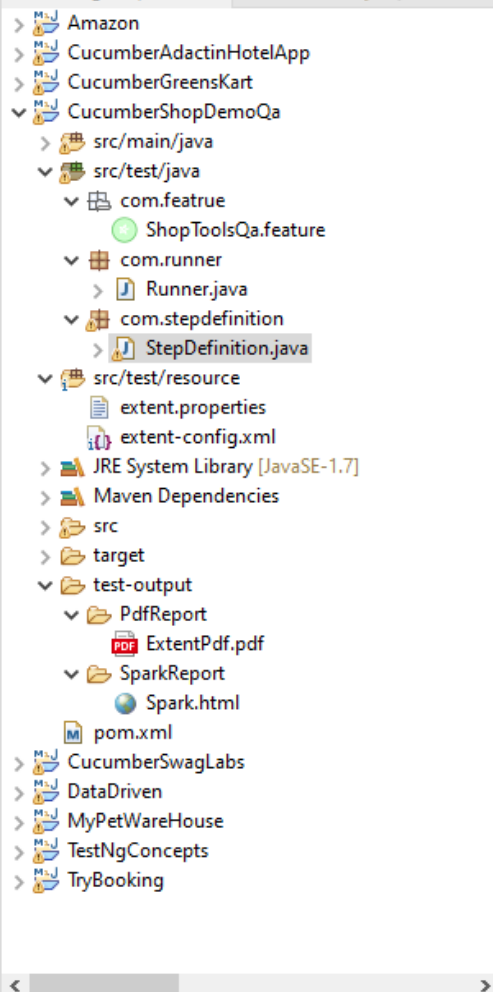 Amazon
CucumberAdactinHotelApp
CucumberGreensKart
CucumberShopDemoQa
src/main/java
src/test/java
com.featrue
ShopToolsQa.feature
com.runner
Runner.java
com.stepdefinition
StepDefinition.java
src/test/resource
extent.properties
extent-config.xml
JRE System Library [JavaSE-1.7]
Maven Dependencies
src
target
test-output
PdfReport
ExtentPdf.pdf
SparkReport
Spark.html
pom.xml
CucumberSwagLabs
DataDriven
MyPetWareHouse
TestNgConcepts
TryBooking